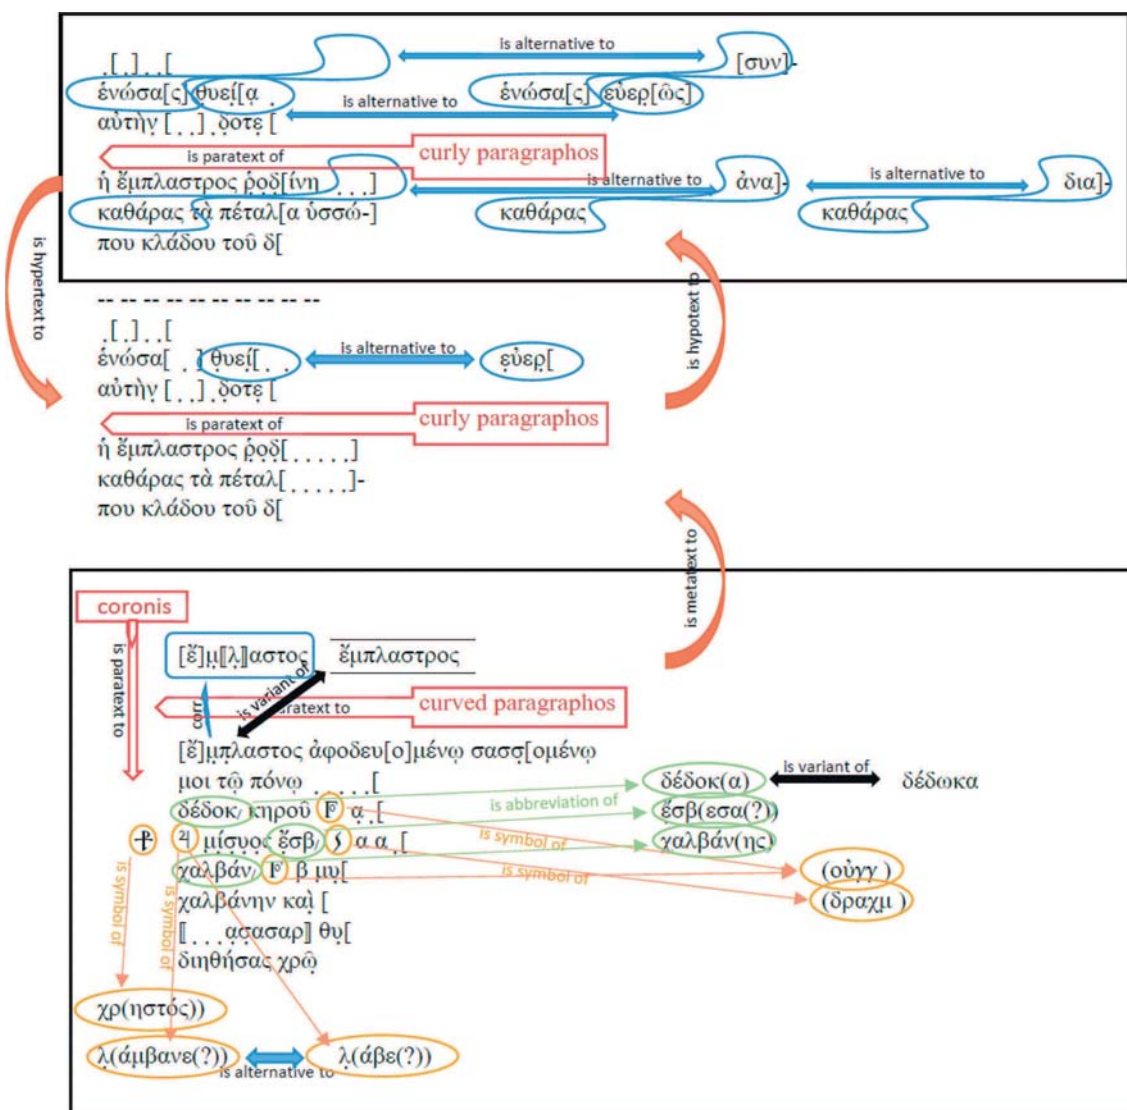 is alternative to
.[.]..[ [συν]-
ἑνώσα[ς] θυεί[α . ἑνώσα[ς] εὐερ[ῶς]
is alternative to
αὐτὴν [ . . ] . δοτε [
is paratext of curly paragraphos
ἡ ἔμπλαστρος ῥοδ[ίνη . . . ] ἀνα]- δια]-
is alternative to is alternative to
καθάρας τὰ πέταλ[α ὑσσώ-] καθάρας καθάρας
που κλάδου τοῦ δ[
is hypertext to
is hypotext to
-- -- -- -- -- -- -- -- -- --
.[.]..[
ἑνώσα[ . ] θυεί[ . . is alternative to εὐερ[
αὐτὴν [ . . ] . δοτε [
is paratext of curly paragraphos
ἡ ἔμπλαστρος ῥοδ[ . . . . . ]
καθάρας τὰ πέταλ[ . . . . . ]-
που κλάδου τοῦ δ[
is metatext to
coronis
is paratext to
[ἔ]μ⟦λ⟧αστος ἔμπλαστρος
is variant of
corr
paratext to curved paragraphos
[ἔ]μπλαστος ἀφοδευ[ο]μένῳ σασσ[ομένῳ
μοι τῷ πόνῳ . . . . . [ δέδοκ(α) is variant of δέδωκα
δέδοκ/ κηροῦ α . [ is abbreviation of ἔσβ(εσα(?))
μίσυος ἔσβ/ α α . [ is symbol of χαλβάν(ης)
χαλβάν/ β μυ[ is symbol of (οὐγγ )
χαλβάνην καὶ [ (δραχμ )
⟦ . . . ασασαρ⟧ θυ[
διηθήσας χρῶ
is symbol of
is symbol of
χρ(ηστός))
λ(άμβανε(?)) λ(άβε(?))
is alternative to